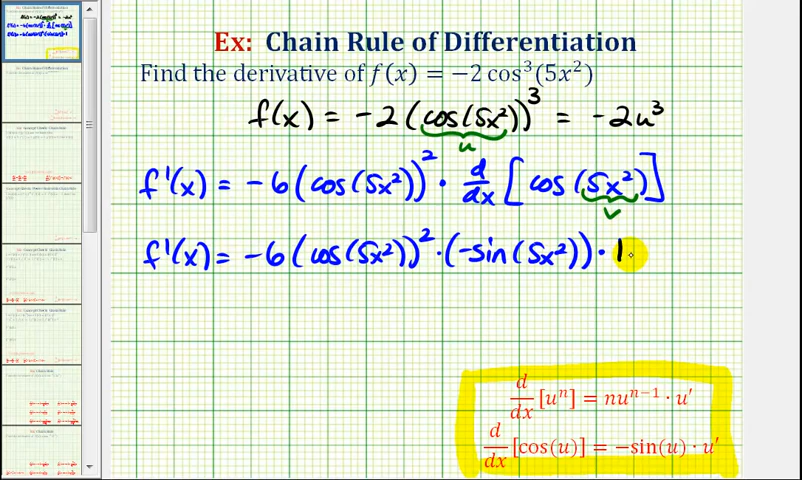 Ex: Chain Rule of Differentiation
Find the derivative of f(x) = −2 cos³(5x²)
f(x) = -2 (cos(5x²))³ = -2u³
u
f'(x) = -6 (cos(5x²))² · d/dx [cos (5x²)]
v
f'(x) = -6 (cos(5x²))² · (-sin(5x²)) · 1
d/dx [uⁿ] = nuⁿ⁻¹ · u′
d/dx [cos(u)] = −sin(u) · u′